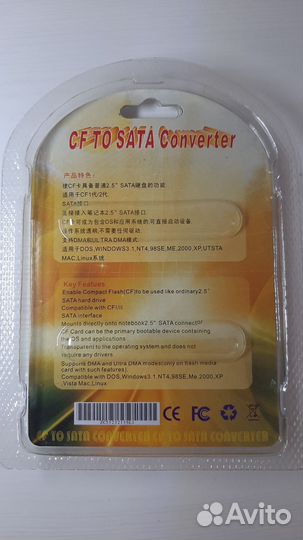 CF TO SATA Converter
产品特色:
使CF卡具备普通2.5" SATA硬盘的功能
适用于CF1代/2代
SATA接口
直接接入笔记本2.5" SATA接口
CF卡可成为包含OS和应用系统的可直接启动设备
操作系统透明,不需要任何驱动
支持DMA和ULTRA DMA模式
适用于DOS,WINDOWS3.1,NT4,98SE,ME,2000,XP,UTSTA
MAC,Linux系统
Key Features
Enable Compact Flash(CF)to be used like ordinary2.5"
SATA hard drive
Compatible with CFI/II
SATA interface
Mounts directly onto notebook2.5" SATA connector
CF Card can be the primary bootable device containing
the OS and applications
Transparent to the operating system and does not
require any drivers
Supports DMA and Ultra DMA modes(only on flash media
card with such features)
Compatible with DOS,Windows3.1,NT4,98SE,Me,2000,XP
,Vista Mac,Linux
CE FC
CF TO SATA CONVERTER CF TO SATA CONVERTER
Avito